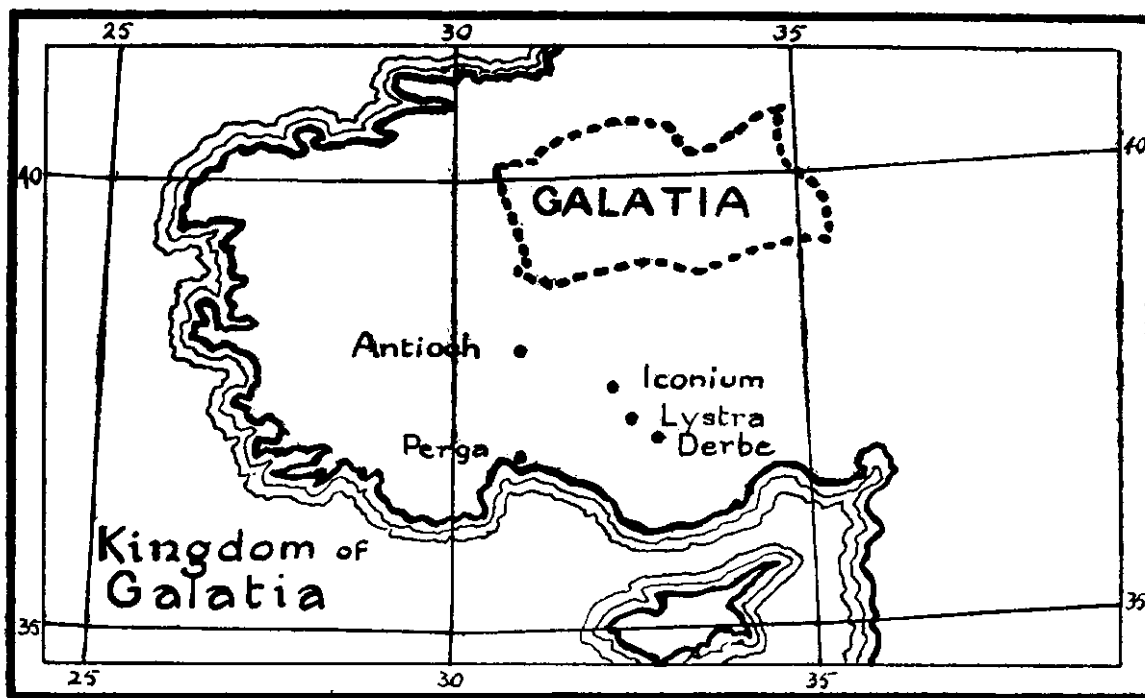 25 30 35
40 40
GALATIA
Antioch
Iconium
Lystra
Perga Derbe
Kingdom of
Galatia
35 35
25 30 35